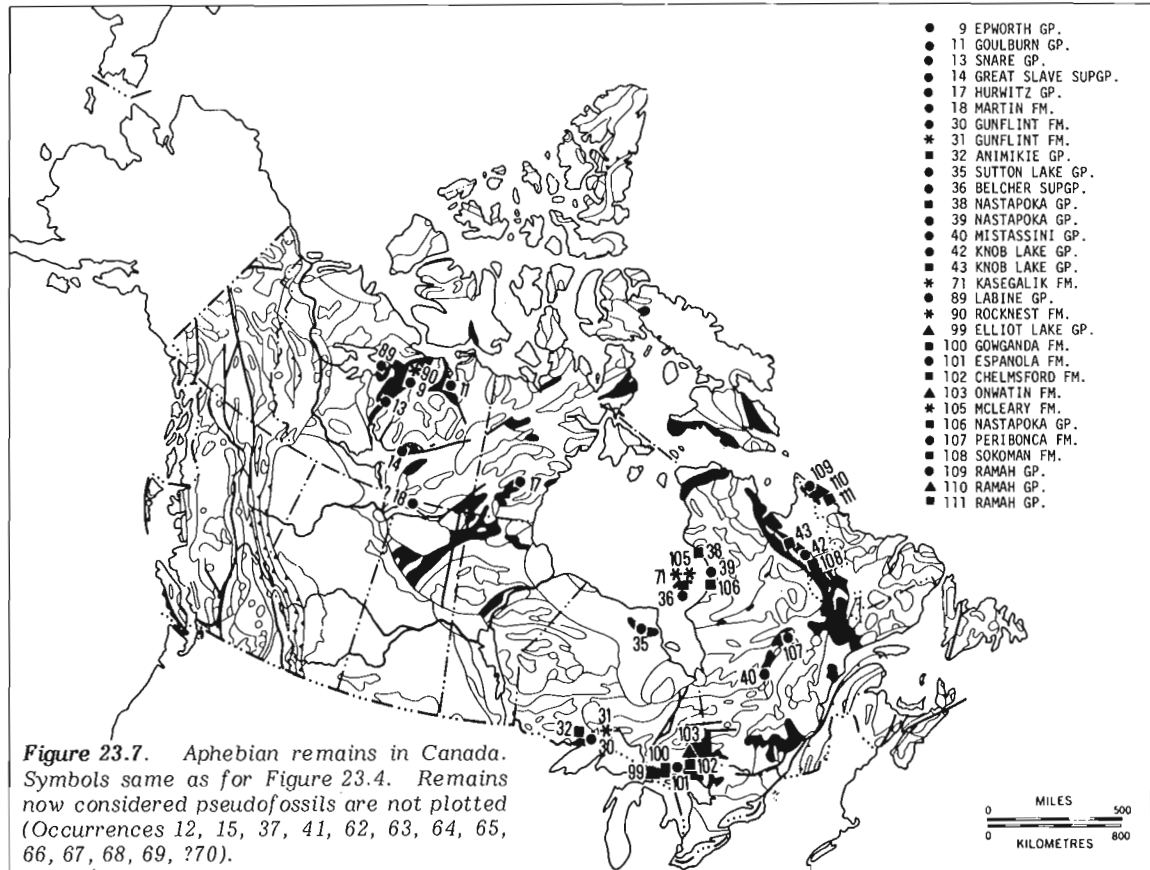 ● 9 EPWORTH GP.
● 11 GOULBURN GP.
● 13 SNARE GP.
● 14 GREAT SLAVE SUPGP.
● 17 HURWITZ GP.
● 18 MARTIN FM.
● 30 GUNFLINT FM.
* 31 GUNFLINT FM.
■ 32 ANIMIKIE GP.
● 35 SUTTON LAKE GP.
● 36 BELCHER SUPGP.
■ 38 NASTAPOKA GP.
● 39 NASTAPOKA GP.
● 40 MISTASSINI GP.
● 42 KNOB LAKE GP.
■ 43 KNOB LAKE GP.
* 71 KASEGALIK FM.
● 89 LABINE GP.
* 90 ROCKNEST FM.
▲ 99 ELLIOT LAKE GP.
■ 100 GOWGANDA FM.
● 101 ESPANOLA FM.
■ 102 CHELMSFORD FM.
▲ 103 ONWATIN FM.
* 105 MCLEARY FM.
■ 106 NASTAPOKA GP.
● 107 PERIBONCA FM.
■ 108 SOKOMAN FM.
● 109 RAMAH GP.
▲ 110 RAMAH GP.
■ 111 RAMAH GP.
89
90
9
11
13
14
18
17
109
110
111
43
42
108
38
105
39
71
106
36
35
107
40
31
32
30
103
100
102
99
101
Figure 23.7. Aphebian remains in Canada.
Symbols same as for Figure 23.4. Remains
now considered pseudofossils are not plotted
(Occurrences 12, 15, 37, 41, 62, 63, 64, 65,
66, 67, 68, 69, ?70).
MILES
0 500
0 800
KILOMETRES